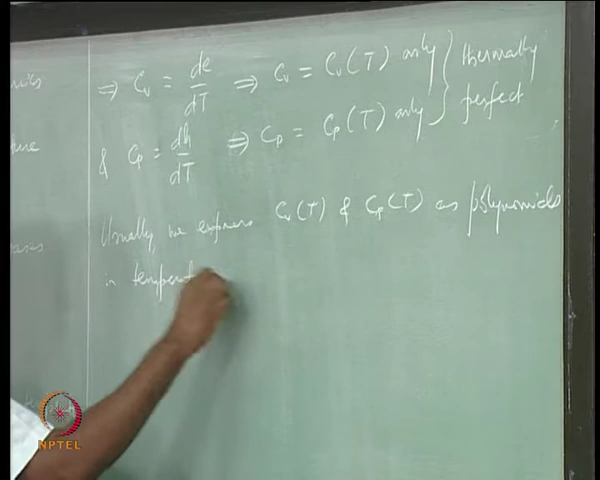 ⇒ Cv = de/dT ⇒ Cv = Cv(T) only } thermally perfect
& Cp = dh/dT ⇒ Cp = Cp(T) only
Usually, we express Cv(T) & Cp(T) as polynomials
in temperat
NPTEL